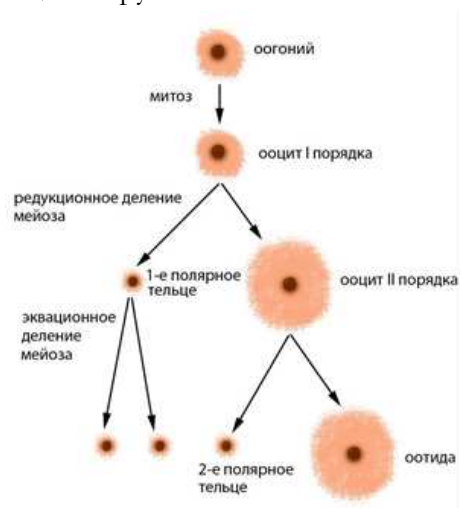 оогоний
митоз
ооцит I порядка
редукционное деление
мейоза
1-е полярное
тельце
ооцит II порядка
эквационное
деление
мейоза
2-е полярное
тельце
оотида